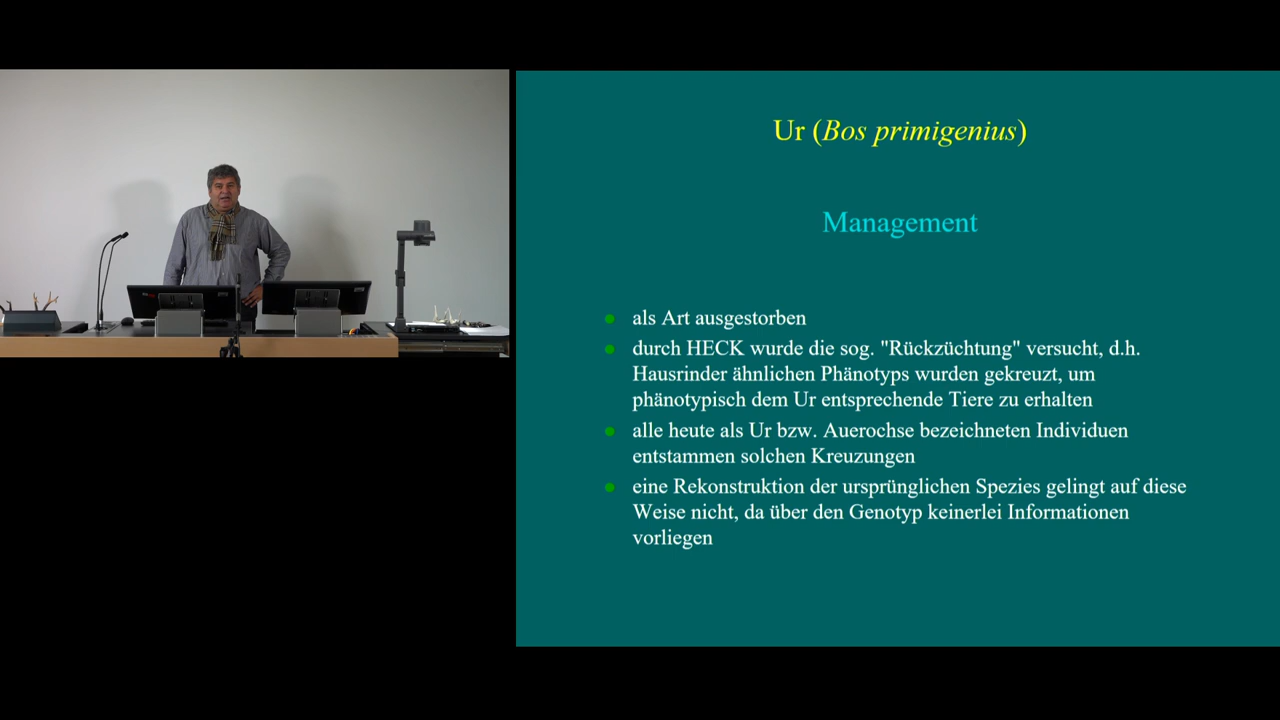 Ur (Bos primigenius)
Management
als Art ausgestorben
durch HECK wurde die sog. "Rückzüchtung" versucht, d.h.
Hausrinder ähnlichen Phänotyps wurden gekreuzt, um
phänotypisch dem Ur entsprechende Tiere zu erhalten
alle heute als Ur bzw. Auerochse bezeichneten Individuen
entstammen solchen Kreuzungen
eine Rekonstruktion der ursprünglichen Spezies gelingt auf diese
Weise nicht, da über den Genotyp keinerlei Informationen
vorliegen